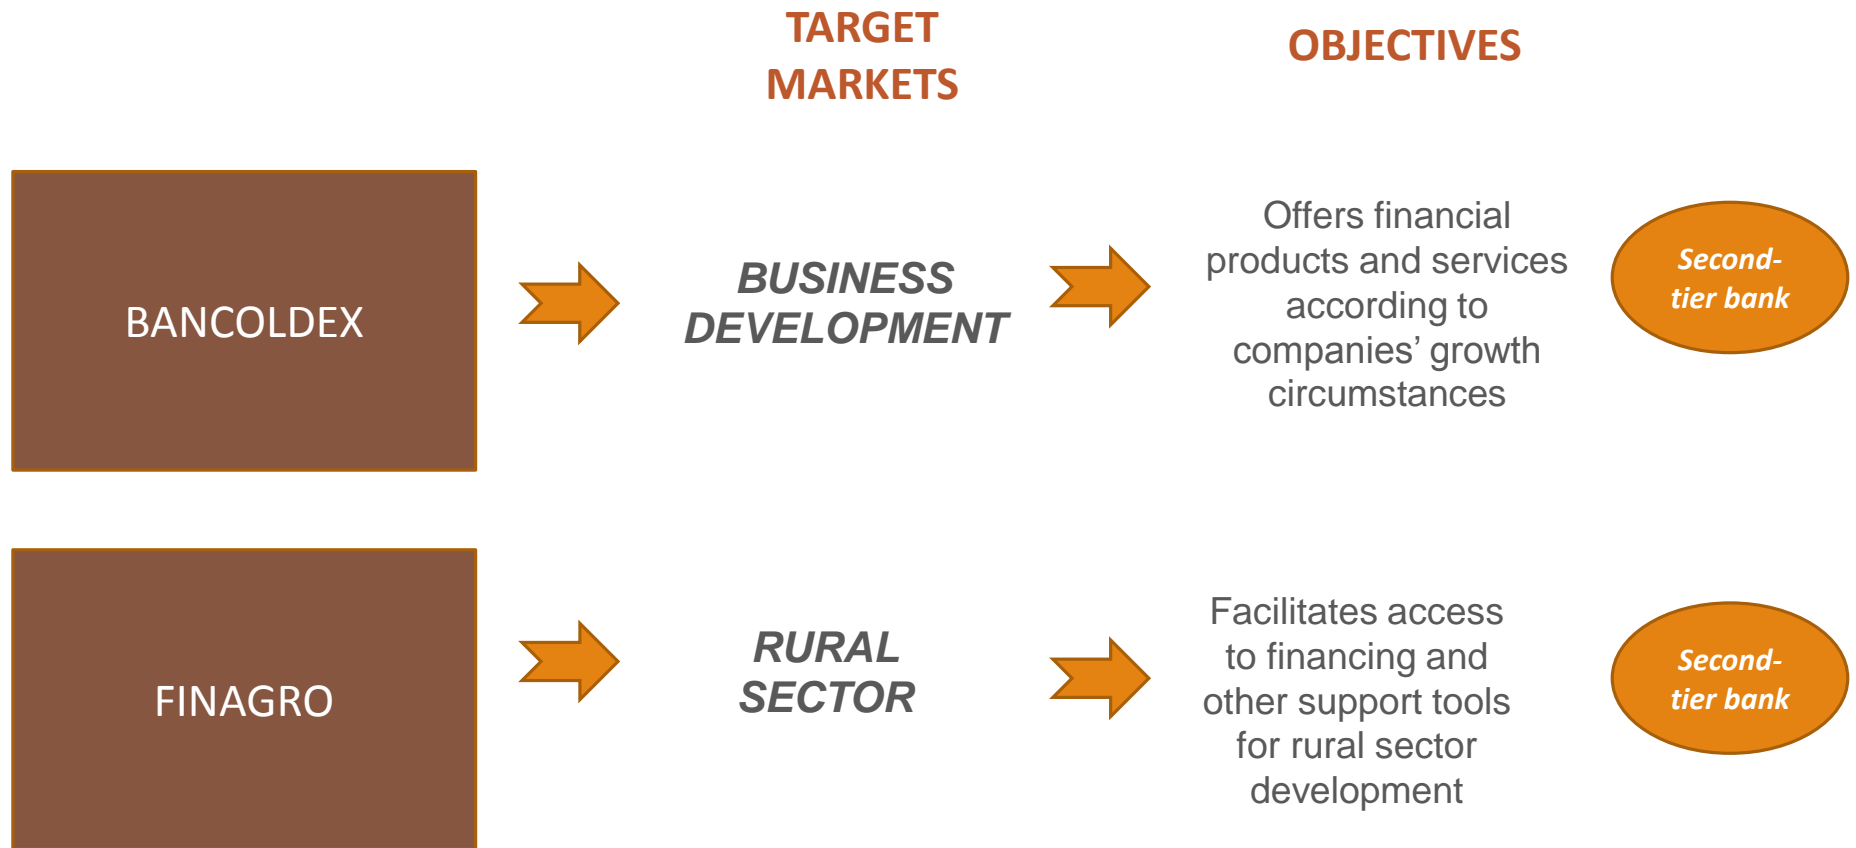 TARGET
MARKETS
OBJECTIVES
BANCOLDEX
BUSINESS
DEVELOPMENT
Offers financial
products and services
according to
companies’ growth
circumstances
Second-
tier bank
FINAGRO
RURAL
SECTOR
Facilitates access
to financing and
other support tools
for rural sector
development
Second-
tier bank